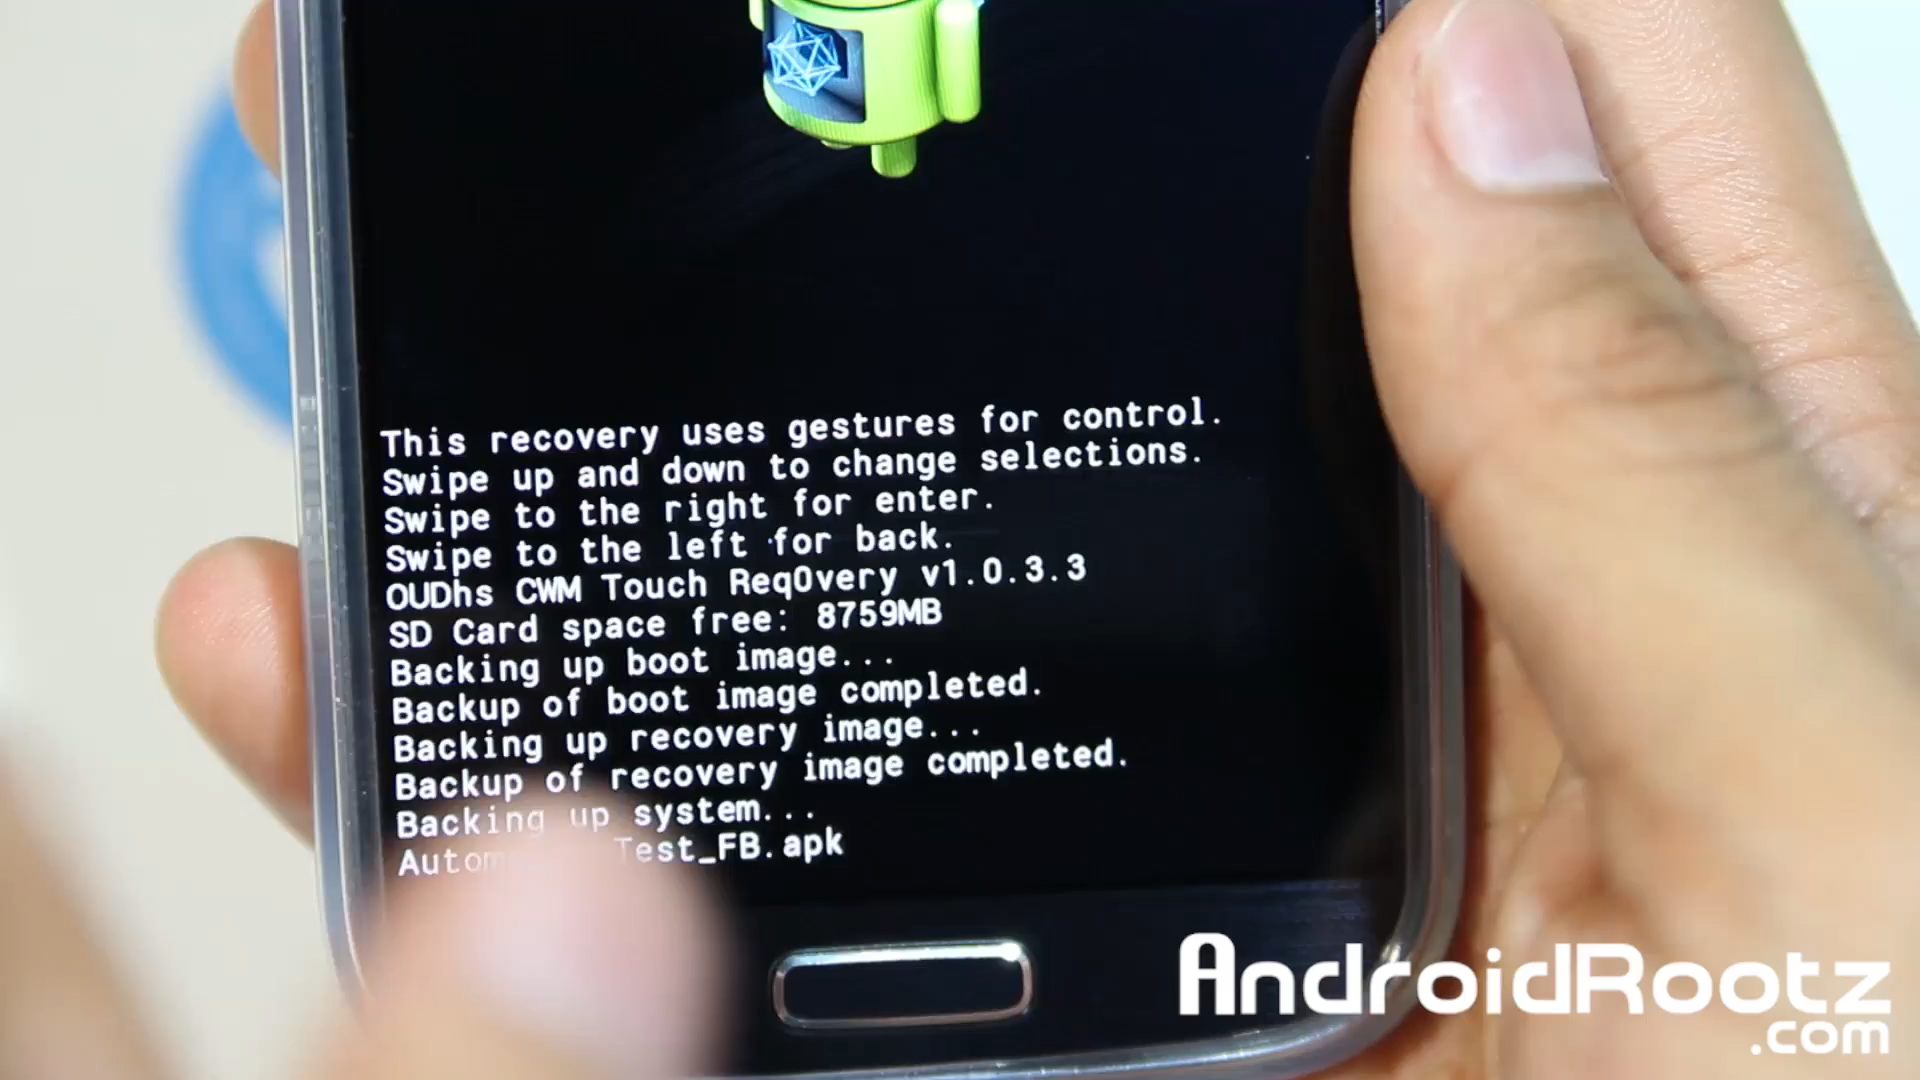 This recovery uses gestures for control.
Swipe up and down to change selections.
Swipe to the right for enter.
Swipe to the left for back.
OUDhs CWM Touch ReqOvery v1.0.3.3
SD Card space free: 8759MB
Backing up boot image...
Backup of boot image completed.
Backing up recovery image...
Backup of recovery image completed.
Backing up system...
Test_FB.apk
AndroidRootz
.com